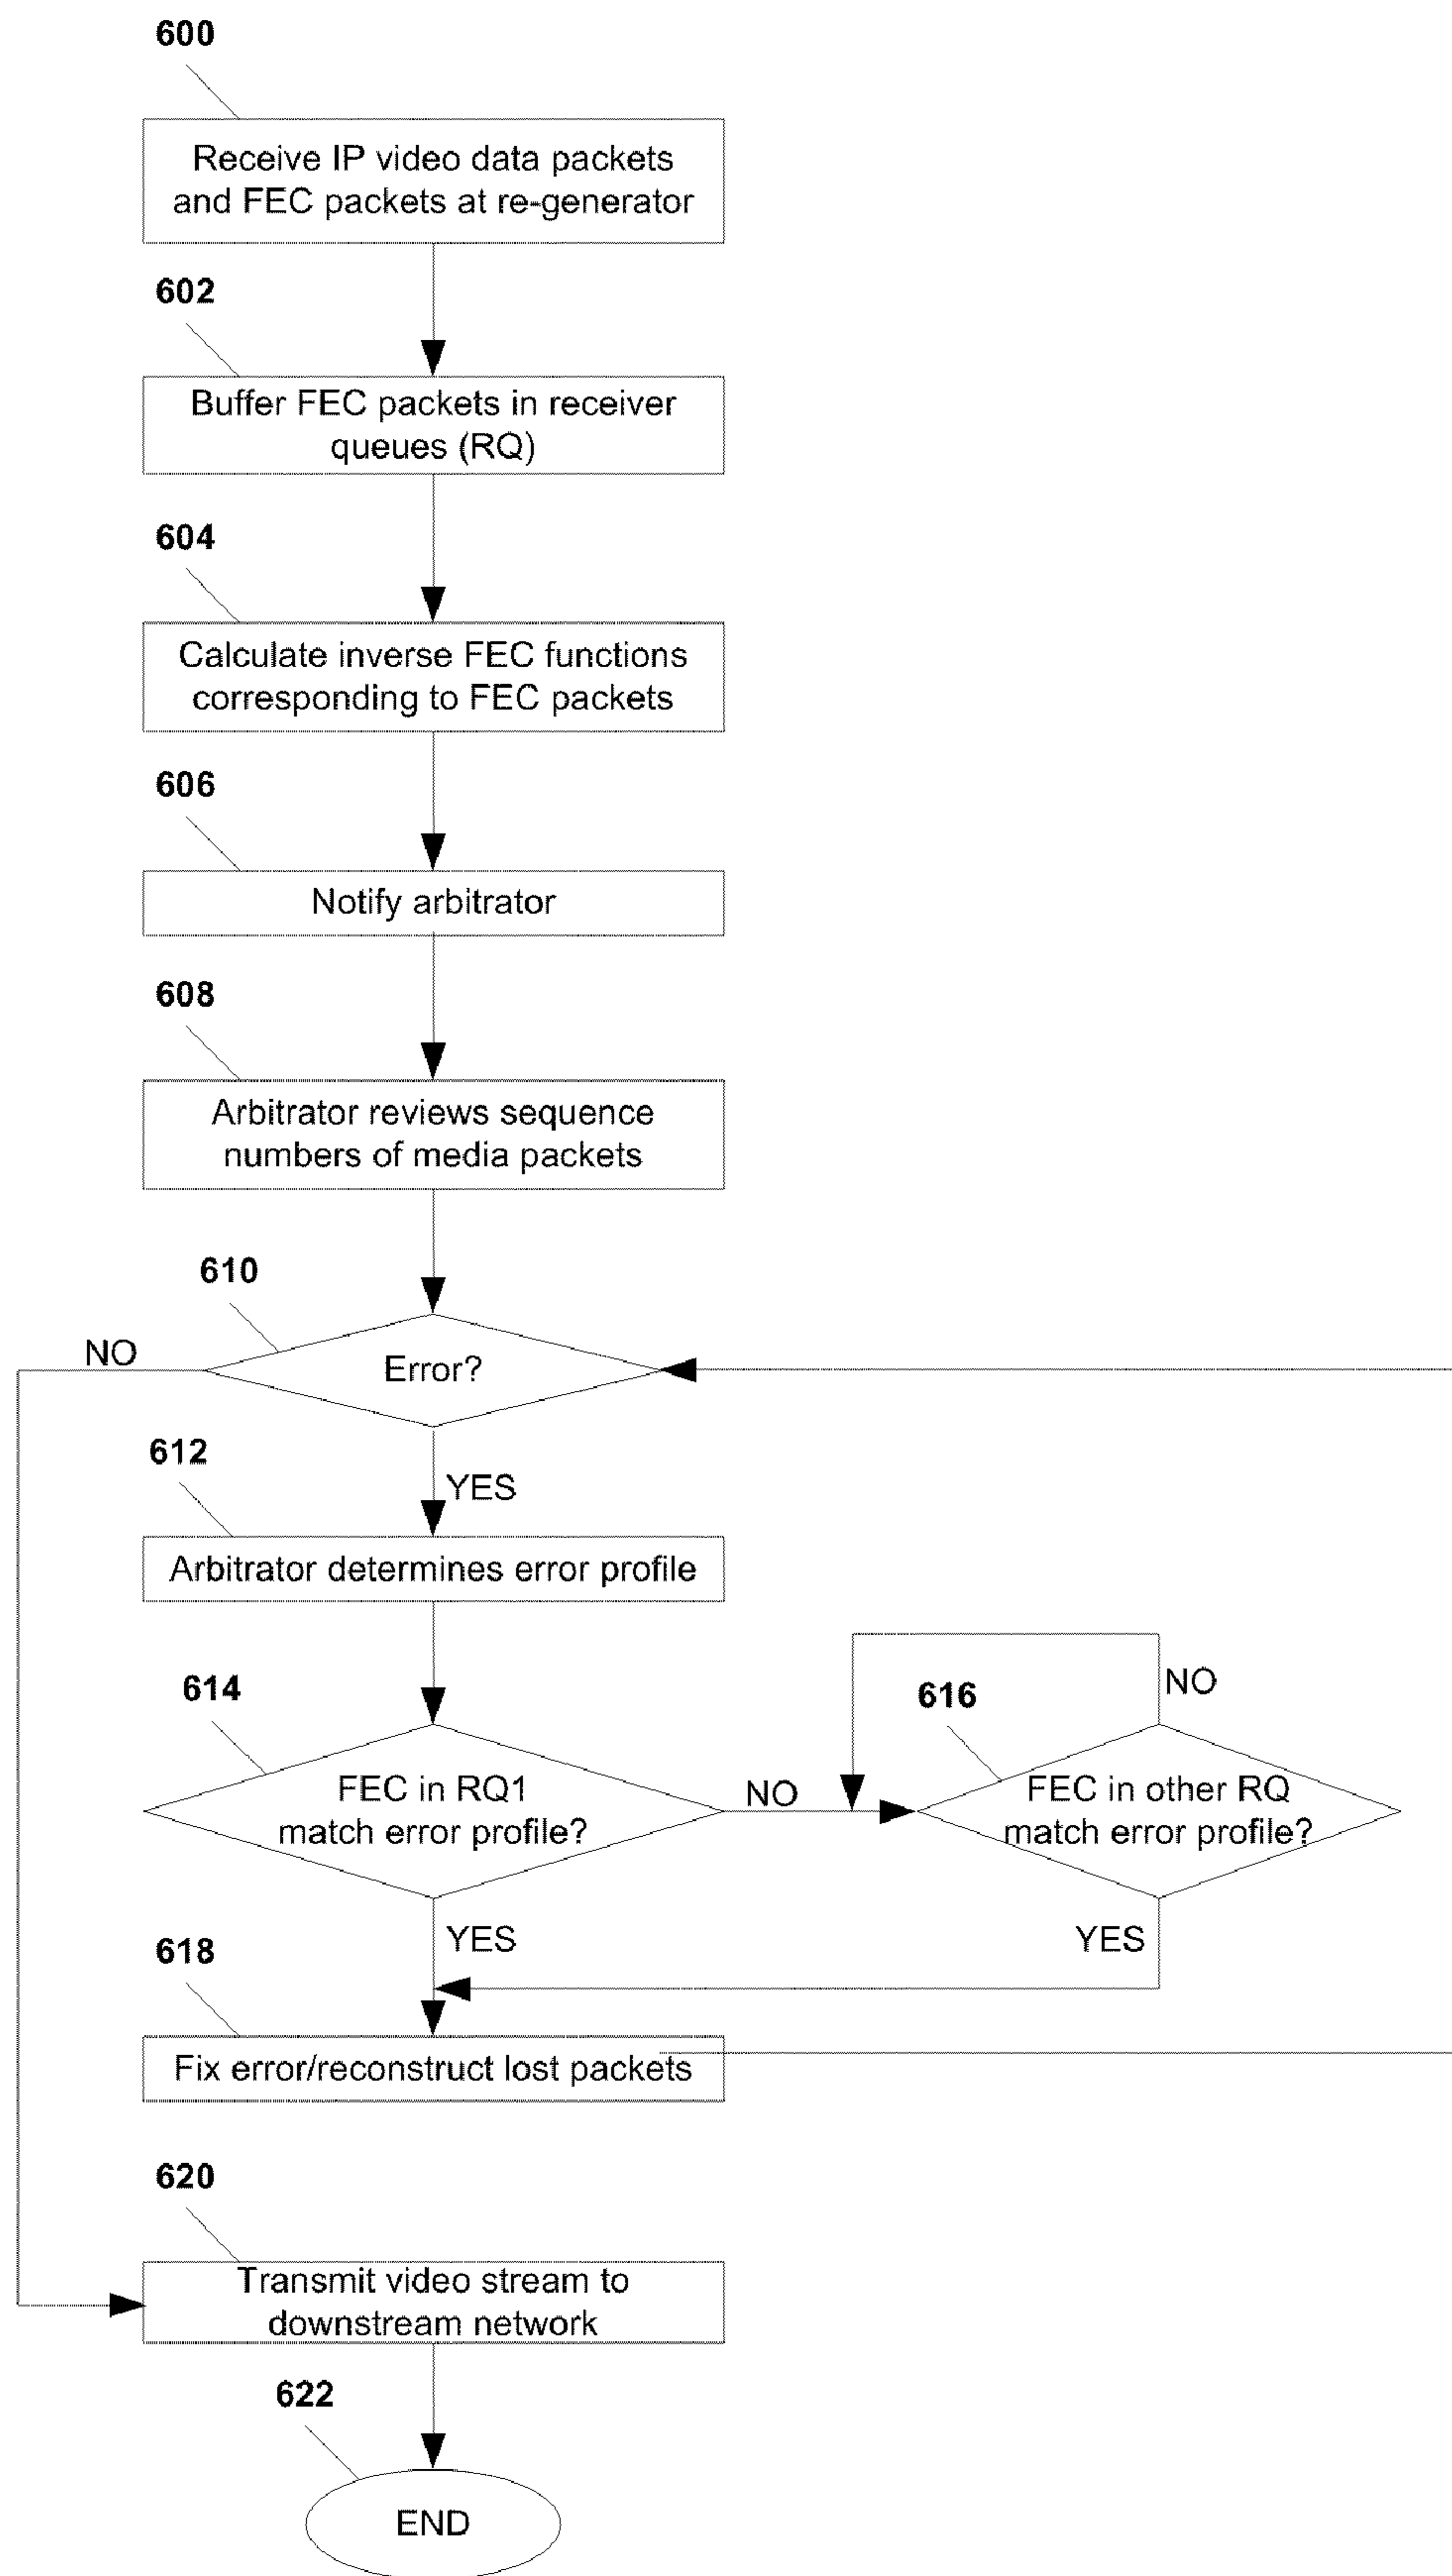 600
Receive IP video data packets
and FEC packets at re-generator
602
Buffer FEC packets in receiver
queues (RQ)
604
Calculate inverse FEC functions
corresponding to FEC packets
606
Notify arbitrator
608
Arbitrator reviews sequence
numbers of media packets
610
NO
Error?
612
YES
Arbitrator determines error profile
614
FEC in RQ1
match error profile?
NO
616
NO
FEC in other RQ
match error profile?
YES
YES
618
Fix error/reconstruct lost packets
620
Transmit video stream to
downstream network
622
END